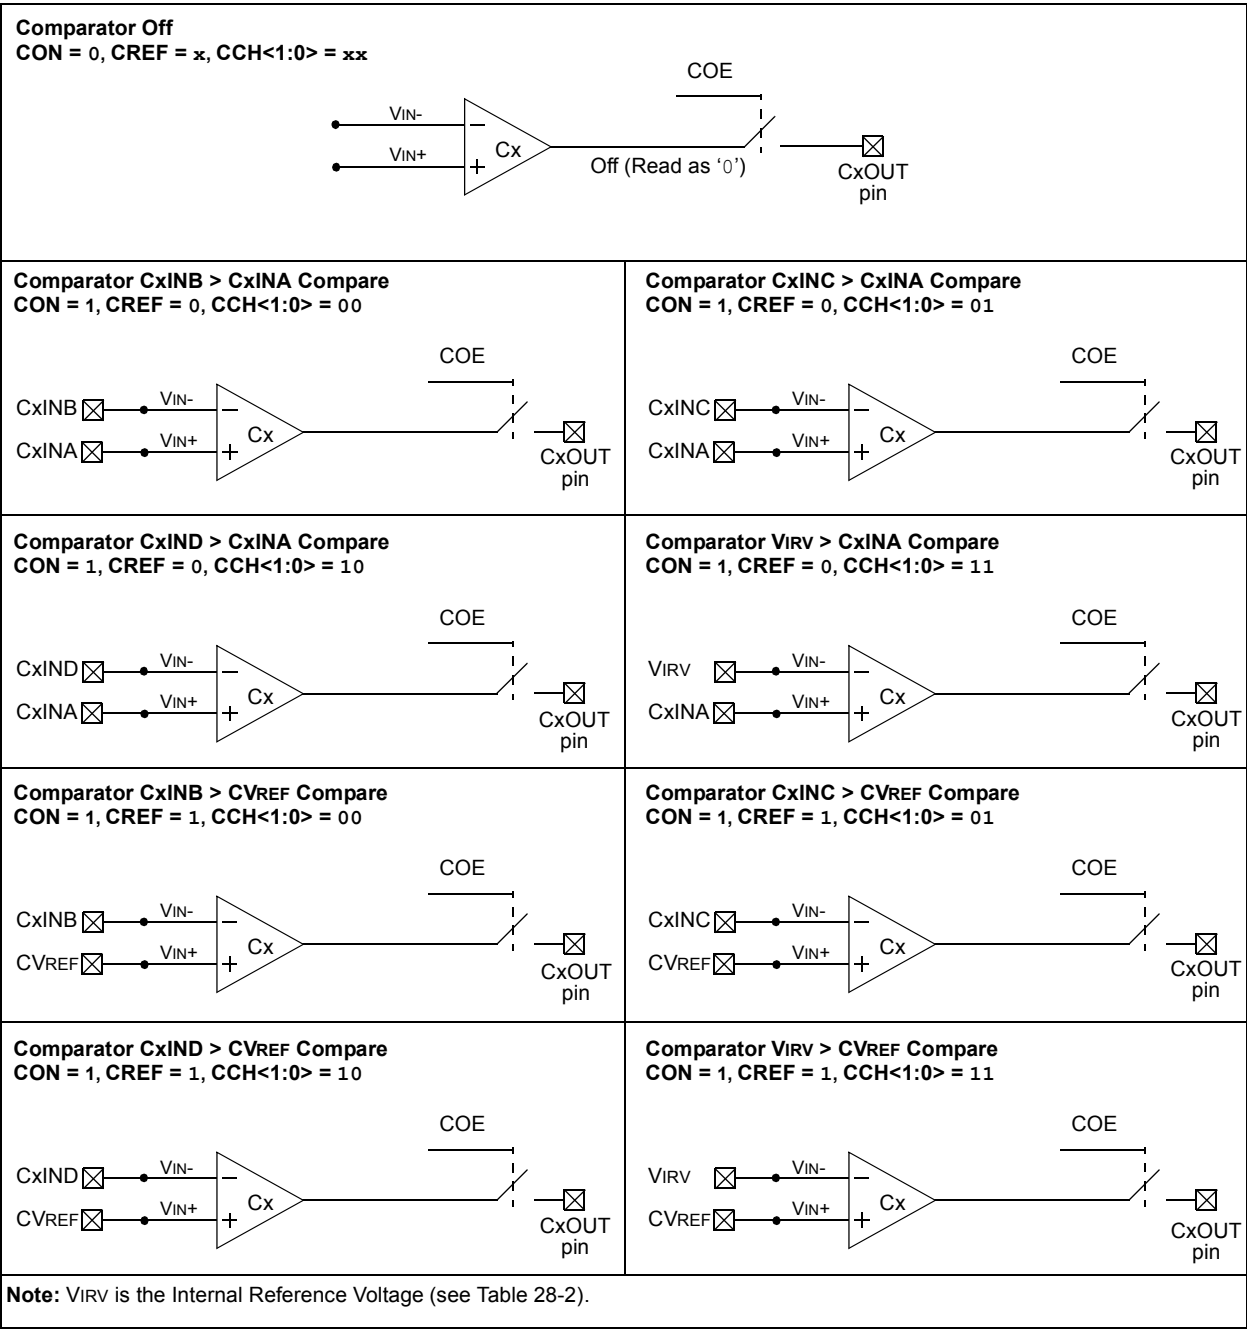 Comparator Off
CON = 0, CREF = x, CCH<1:0> = xx
COE
VIN-
VIN+
Cx
Off (Read as ‘0’)
CxOUT
pin
Comparator CxINB > CxINA Compare
CON = 1, CREF = 0, CCH<1:0> = 00
COE
CxINB
VIN-
CxINA
VIN+
Cx
CxOUT
pin
Comparator CxINC > CxINA Compare
CON = 1, CREF = 0, CCH<1:0> = 01
COE
CxINC
VIN-
CxINA
VIN+
Cx
CxOUT
pin
Comparator CxIND > CxINA Compare
CON = 1, CREF = 0, CCH<1:0> = 10
COE
CxIND
VIN-
CxINA
VIN+
Cx
CxOUT
pin
Comparator VIRV > CxINA Compare
CON = 1, CREF = 0, CCH<1:0> = 11
COE
VIRV
VIN-
CxINA
VIN+
Cx
CxOUT
pin
Comparator CxINB > CVREF Compare
CON = 1, CREF = 1, CCH<1:0> = 00
COE
CxINB
VIN-
CVREF
VIN+
Cx
CxOUT
pin
Comparator CxINC > CVREF Compare
CON = 1, CREF = 1, CCH<1:0> = 01
COE
CxINC
VIN-
CVREF
VIN+
Cx
CxOUT
pin
Comparator CxIND > CVREF Compare
CON = 1, CREF = 1, CCH<1:0> = 10
COE
CxIND
VIN-
CVREF
VIN+
Cx
CxOUT
pin
Comparator VIRV > CVREF Compare
CON = 1, CREF = 1, CCH<1:0> = 11
COE
VIRV
VIN-
CVREF
VIN+
Cx
CxOUT
pin
Note: VIRV is the Internal Reference Voltage (see Table 28-2).